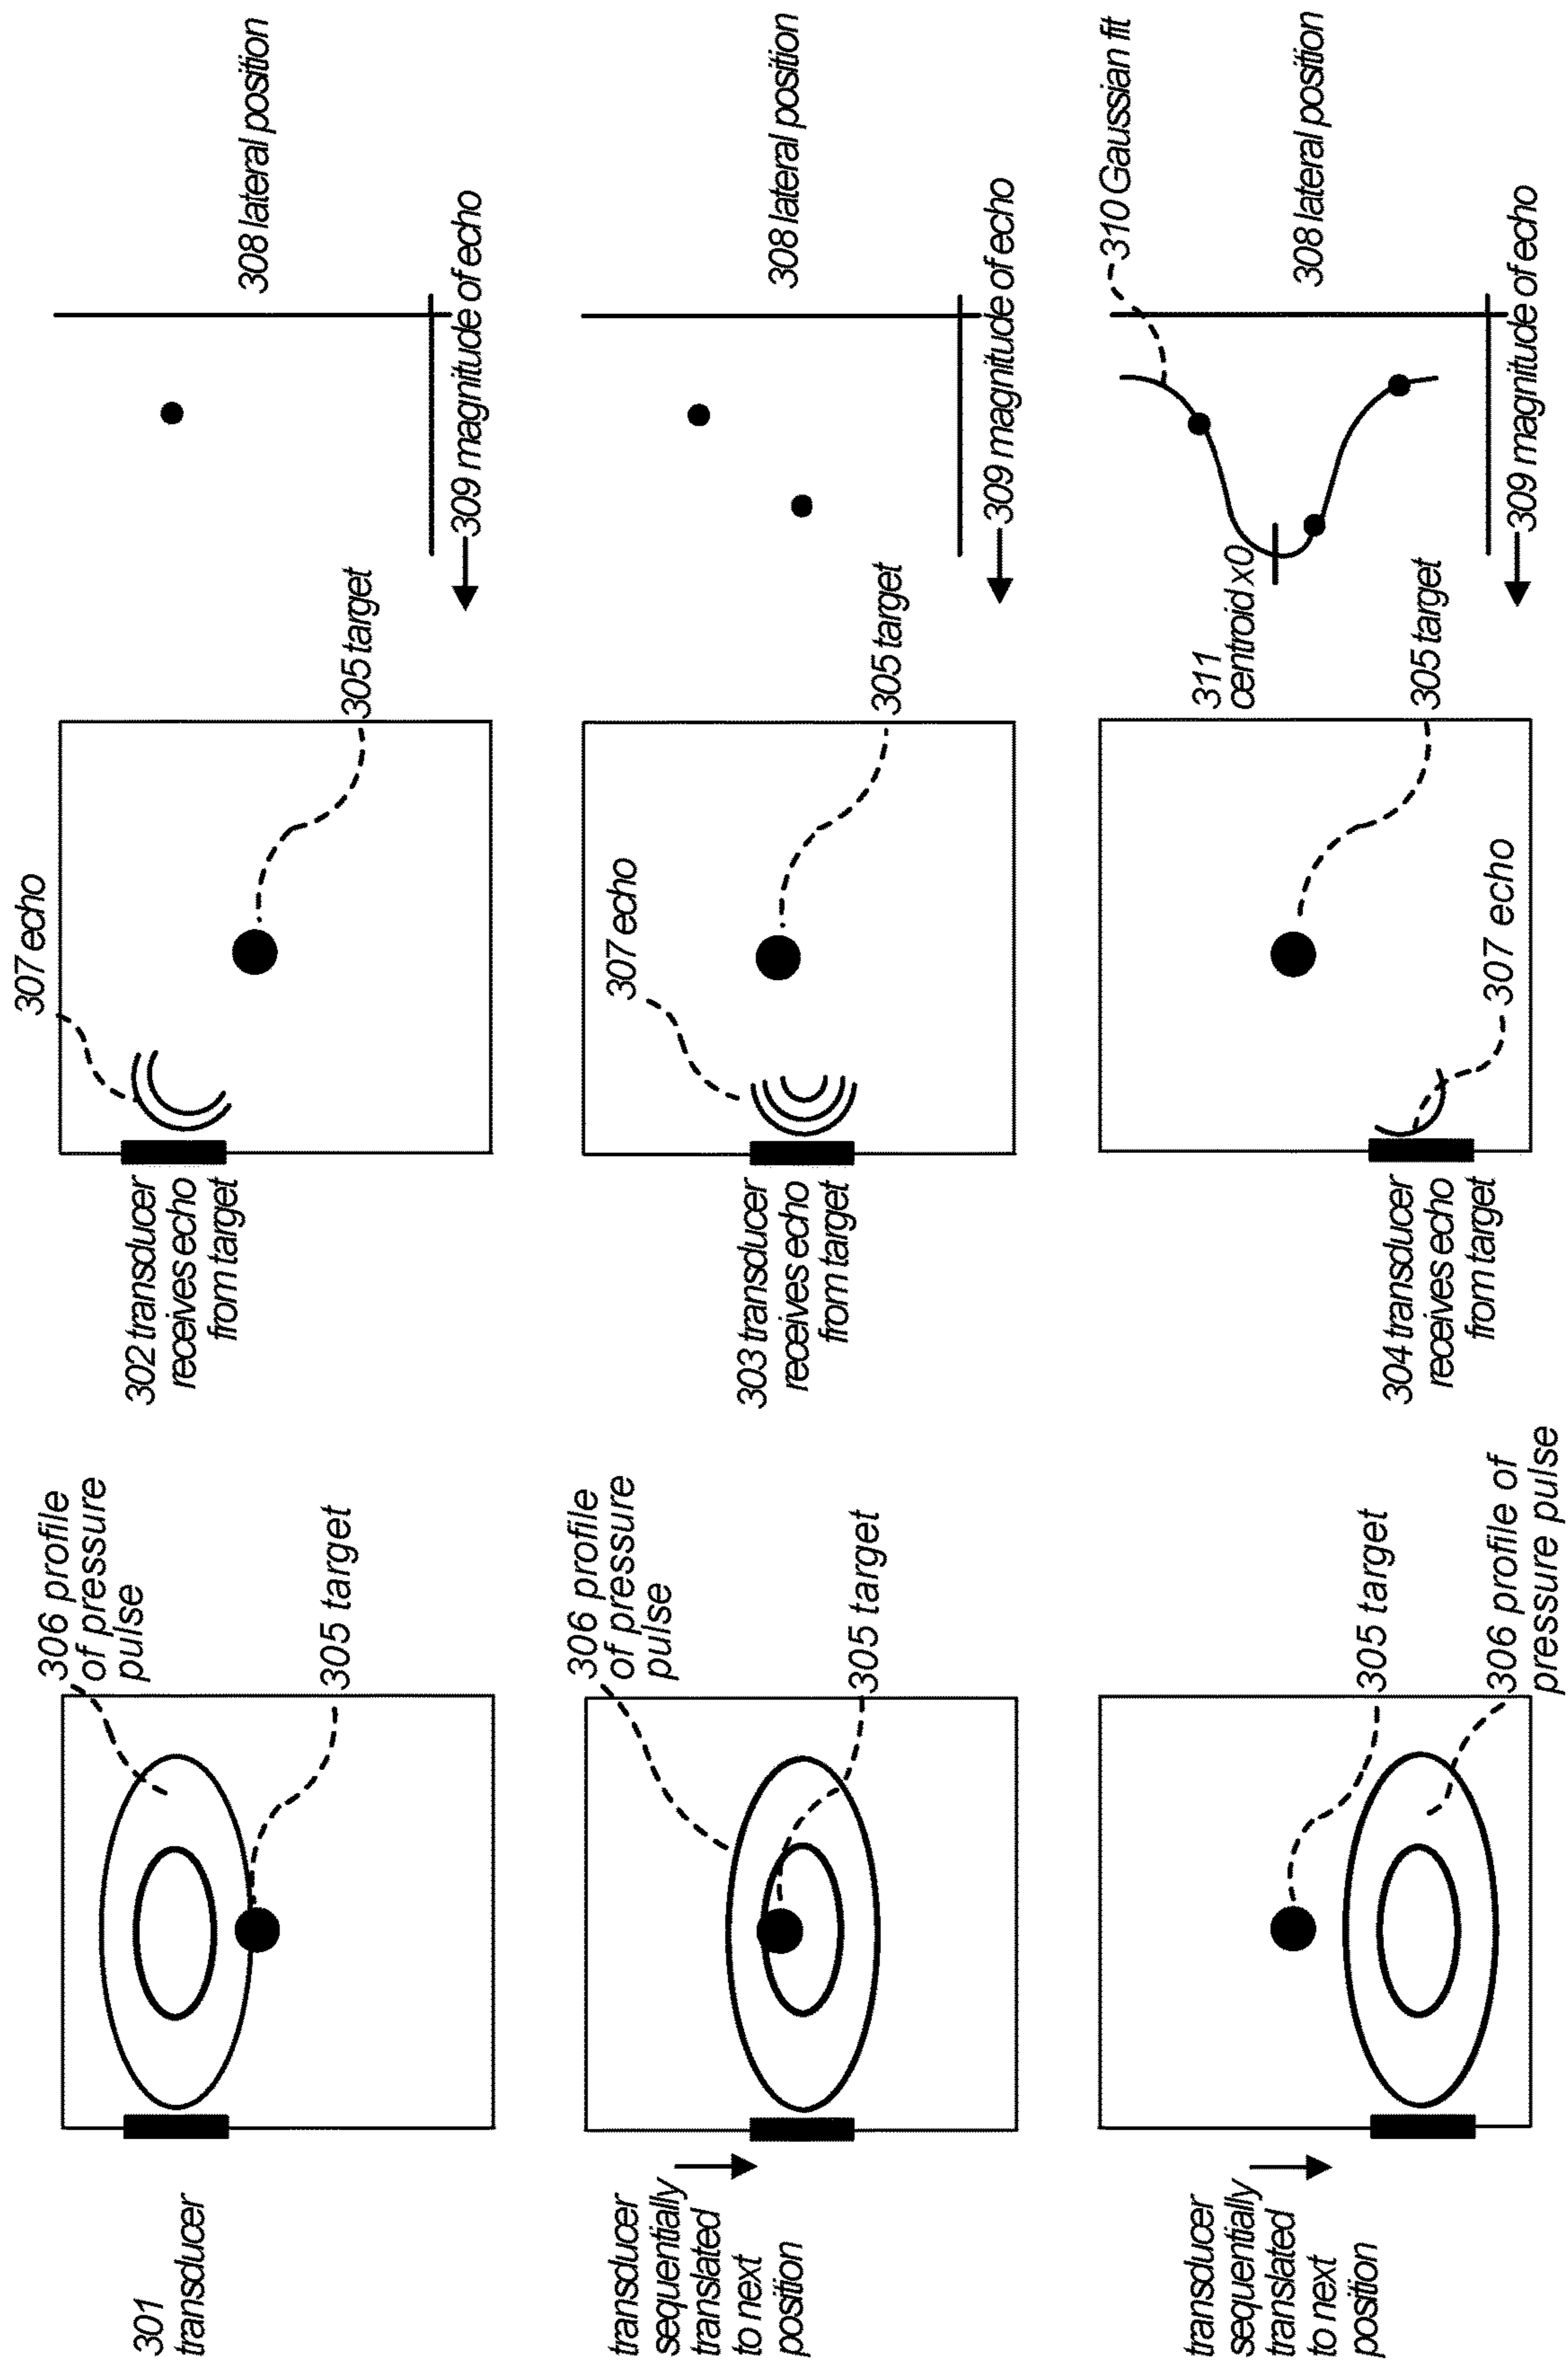 301
transducer
306 profile
of pressure
pulse
305 target
302 transducer
receives echo
from target
307 echo
305 target
308 lateral position
309 magnitude of echo
transducer
sequentially
translated
to next
position
306 profile
of pressure
pulse
305 target
303 transducer
receives echo
from target
307 echo
305 target
308 lateral position
309 magnitude of echo
transducer
sequentially
translated
to next
position
305 target
306 profile of
pressure pulse
304 transducer
receives echo
from target
307 echo
305 target
311
centroid x0
310 Gaussian fit
308 lateral position
309 magnitude of echo